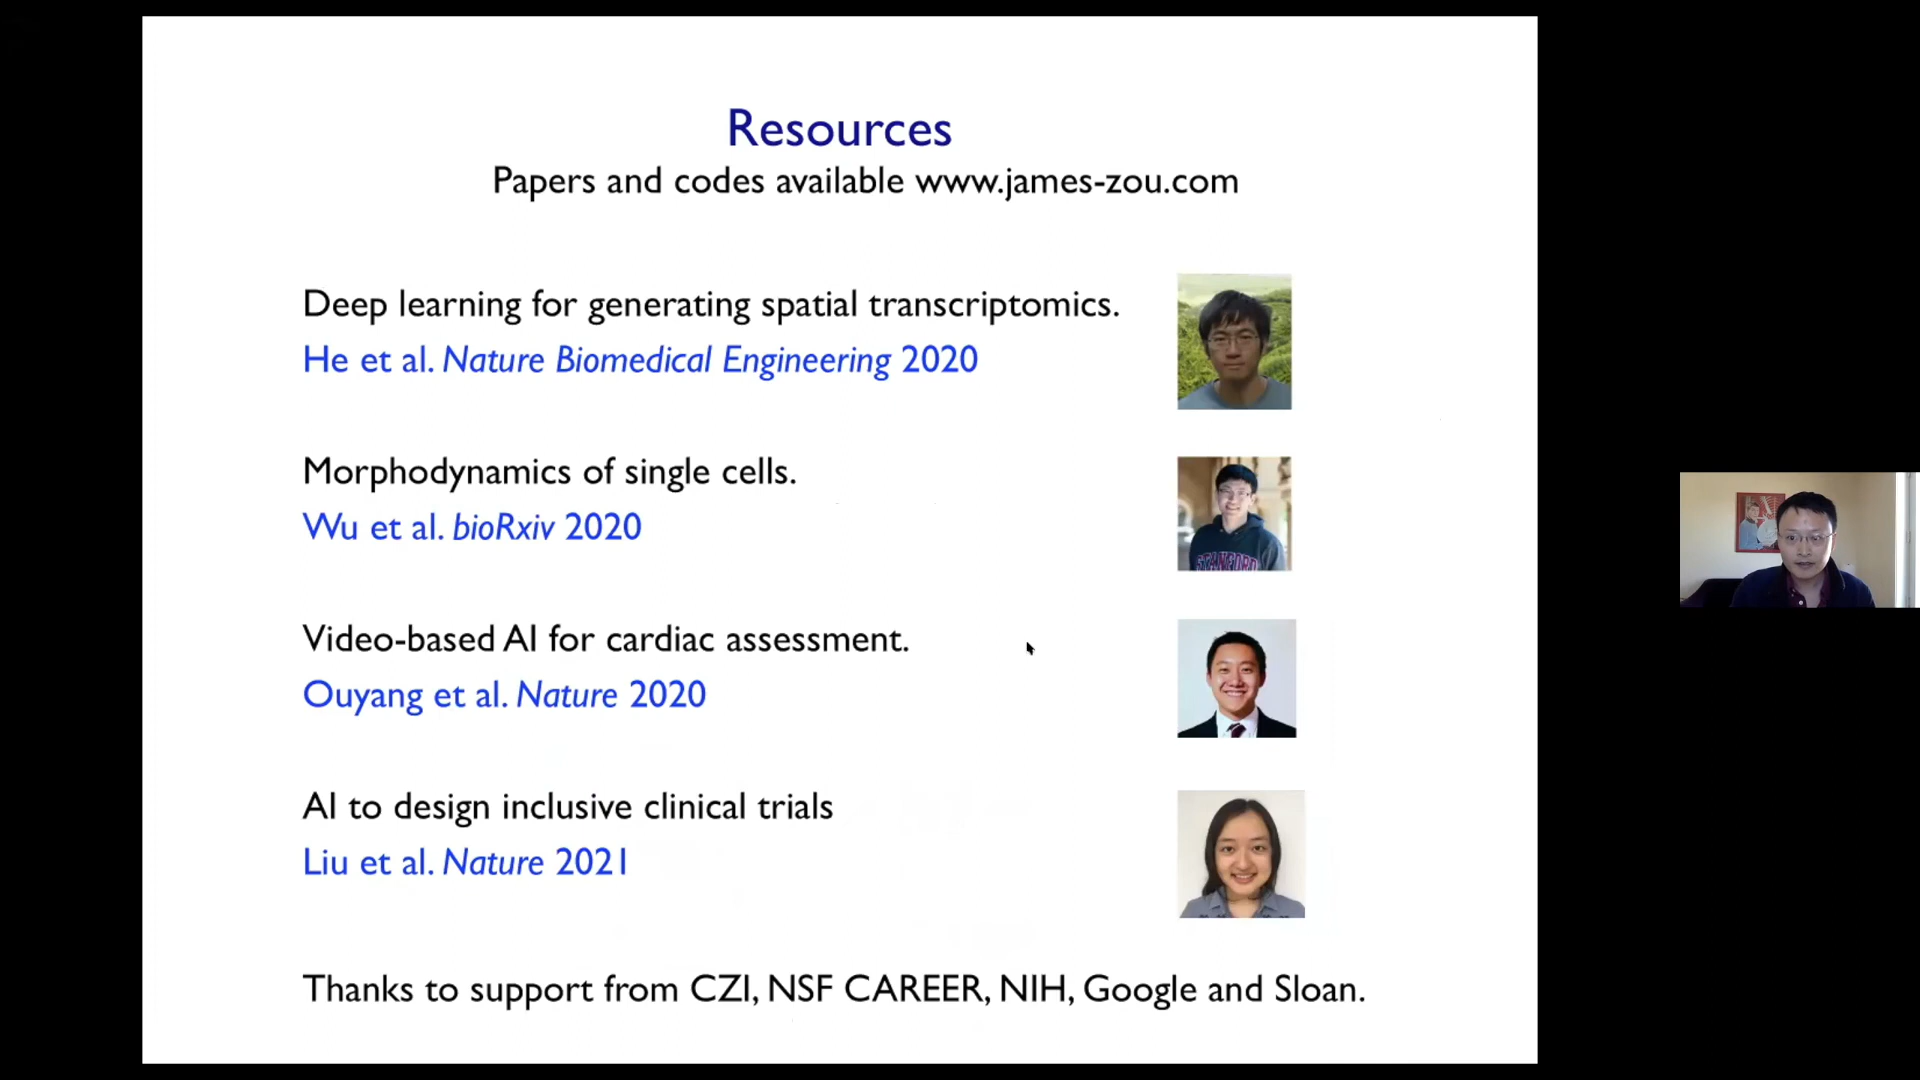 Resources
Papers and codes available www.james-zou.com
Deep learning for generating spatial transcriptomics.
He et al. Nature Biomedical Engineering 2020
Morphodynamics of single cells.
Wu et al. bioRxiv 2020
STANFORD
Video-based AI for cardiac assessment.
Ouyang et al. Nature 2020
AI to design inclusive clinical trials
Liu et al. Nature 2021
Thanks to support from CZI, NSF CAREER, NIH, Google and Sloan.